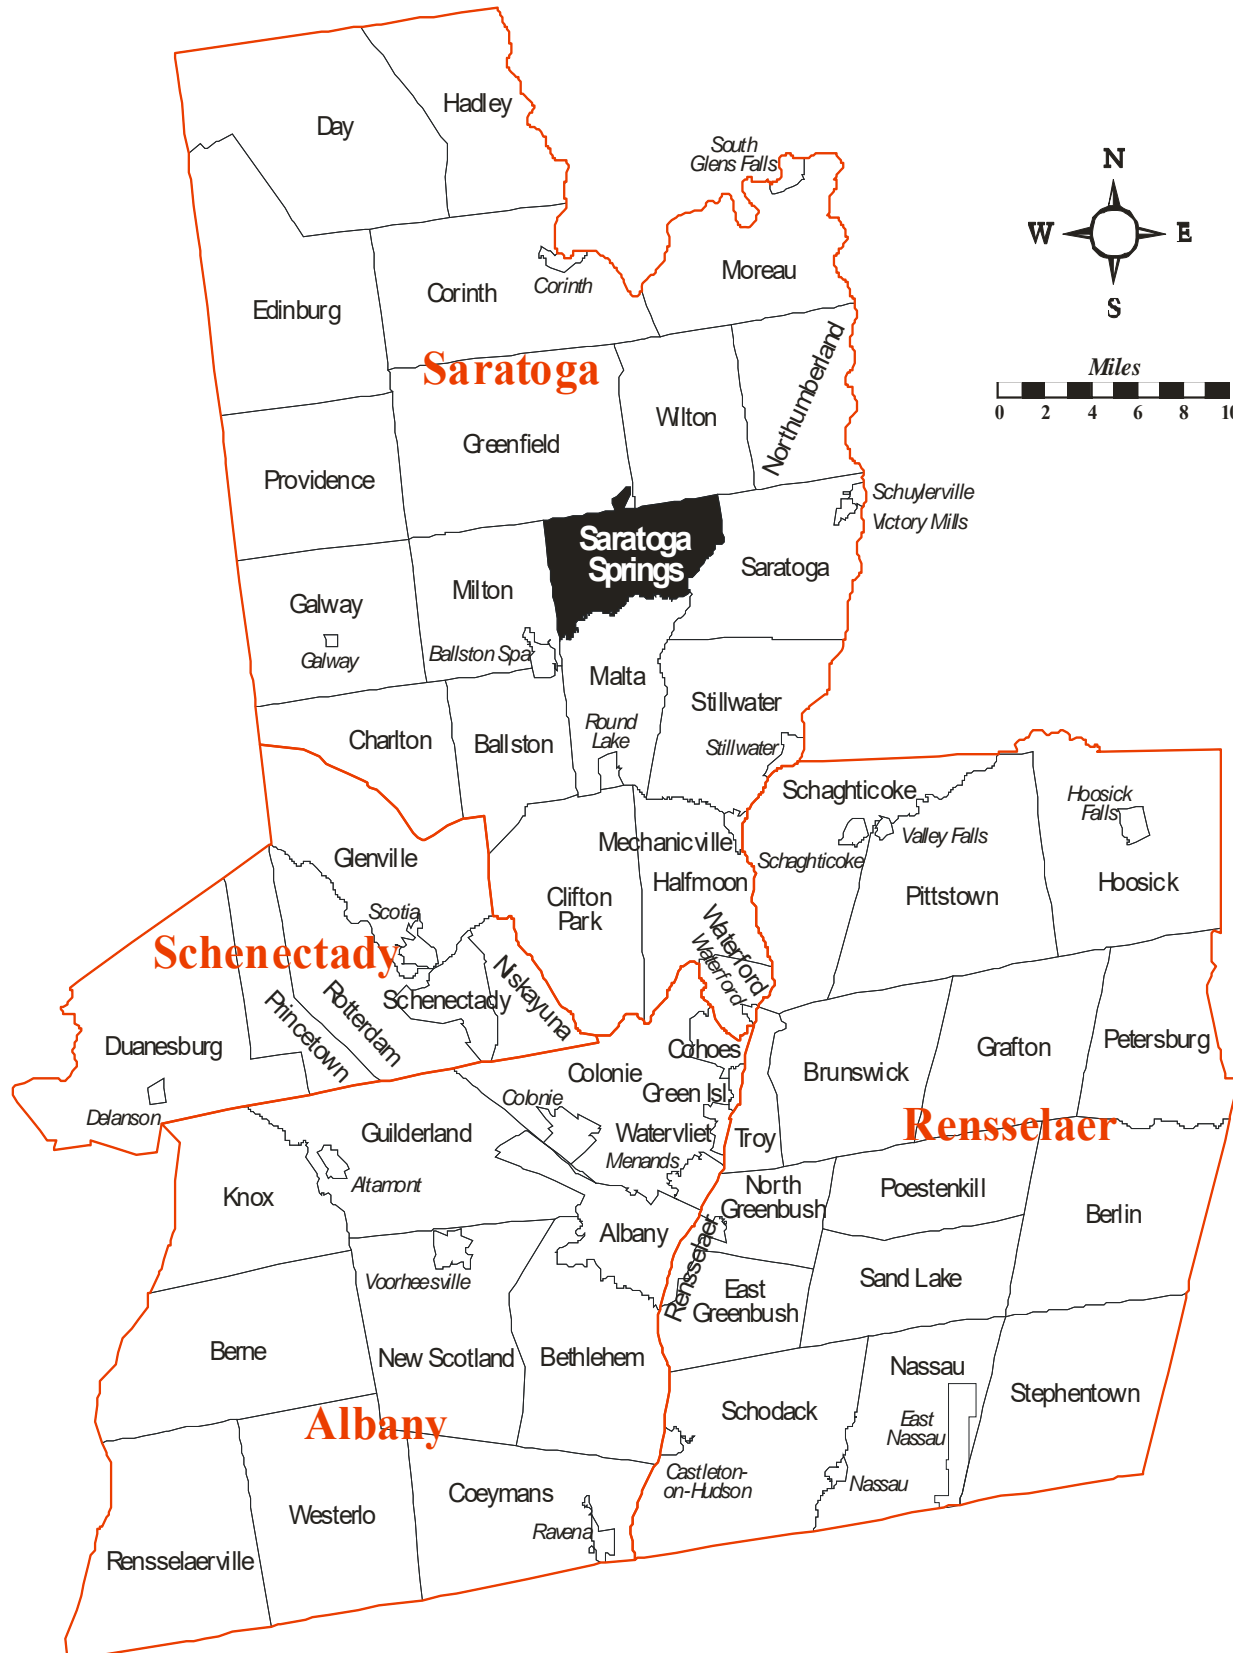 Hadley
Day
South
Glens Falls
N
W
E
S
Moreau
Corinth
Corinth
Edinburg
Saratoga
Miles
0 2 4 6 8 10
Northumberland
Wilton
Greenfield
Providence
Schuylerville
Victory Mills
Saratoga
Springs
Saratoga
Milton
Galway
Galway
Ballston Spa
Malta
Stillwater
Round
Lake
Stillwater
Charlton
Ballston
Schaghticoke
Hoosick
Falls
Mechanicville
Valley Falls
Schaghticoke
Glenville
Halfmoon
Hoosick
Pittstown
Clifton
Park
Scotia
Waterford
Waterford
Schenectady
Niskayuna
Schenectady
Rotterdam
Princetown
Duanesburg
Cohoes
Grafton
Petersburg
Colonie
Brunswick
Green Isl
Colonie
Delanson
Rensselaer
Guilderland
Watervliet
Troy
Menands
Altamont
Knox
North
Greenbush
Poestenkill
Berlin
Albany
Rensselaer
Voorheesville
Sand Lake
East
Greenbush
Berne
New Scotland
Bethlehem
Nassau
Stephentown
Schodack
Albany
East
Nassau
Castleton-
on-Hudson
Nassau
Coeymans
Westerlo
Ravena
Rensselaerville